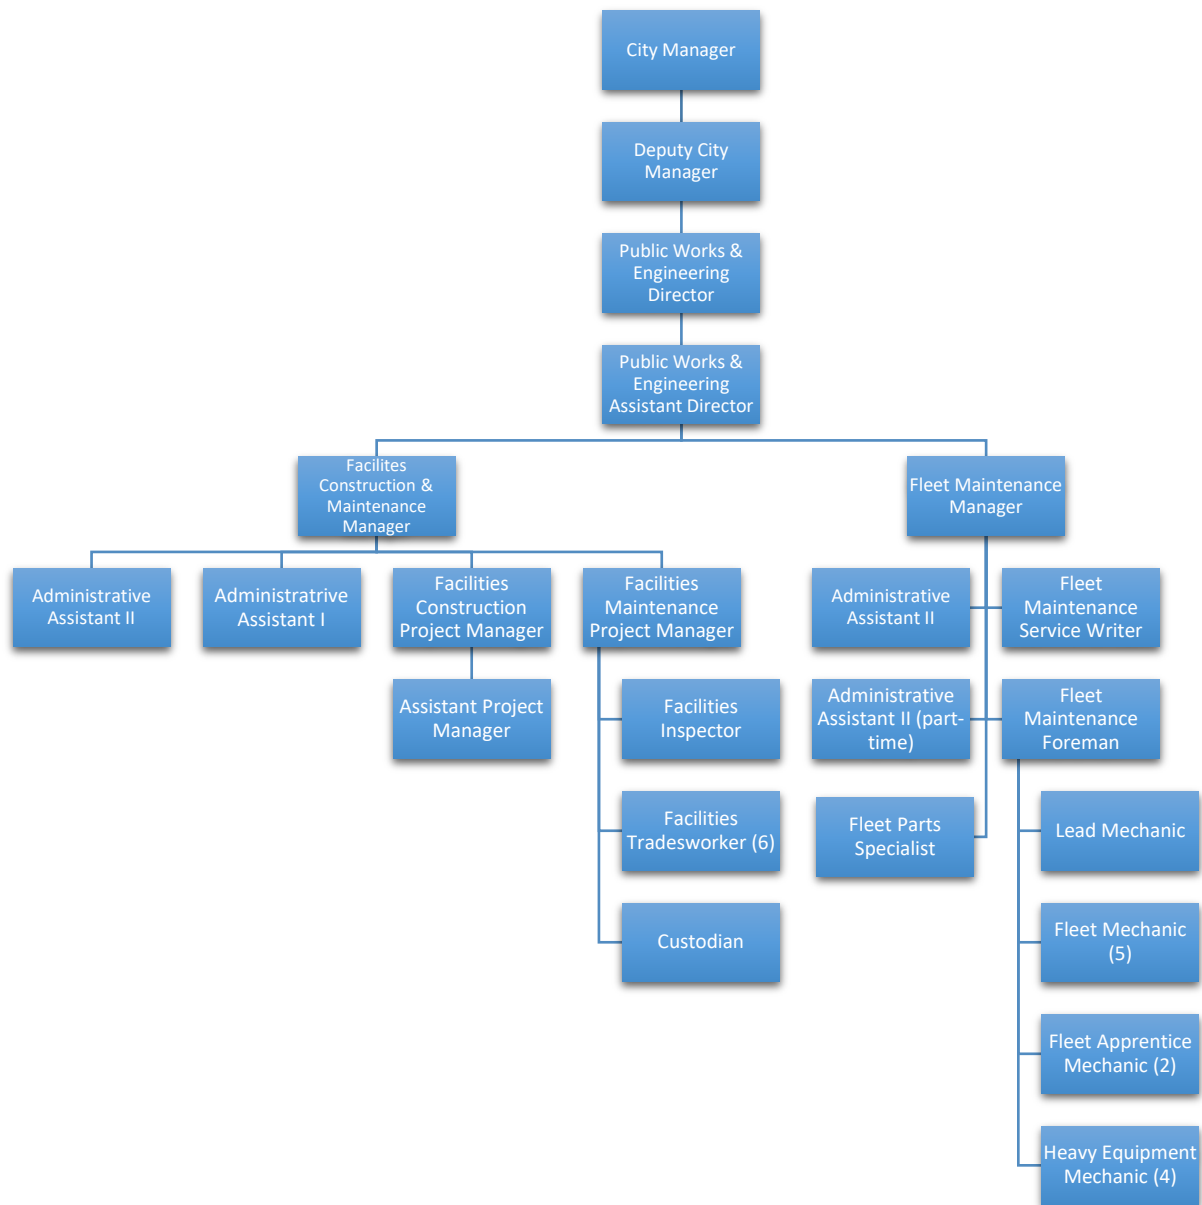 City Manager
Deputy City
Manager
Public Works &
Engineering
Director
Public Works &
Engineering
Assistant Director
Facilites
Construction &
Maintenance
Manager
Fleet Maintenance
Manager
Administrative
Assistant II
Administratrive
Assistant I
Facilities
Construction
Project Manager
Facilities
Maintenance
Project Manager
Administrative
Assistant II
Fleet
Maintenance
Service Writer
Assistant Project
Manager
Facilities
Inspector
Administrative
Assistant II (part-
time)
Fleet
Maintenance
Foreman
Facilities
Tradesworker (6)
Fleet Parts
Specialist
Lead Mechanic
Custodian
Fleet Mechanic
(5)
Fleet Apprentice
Mechanic (2)
Heavy Equipment
Mechanic (4)